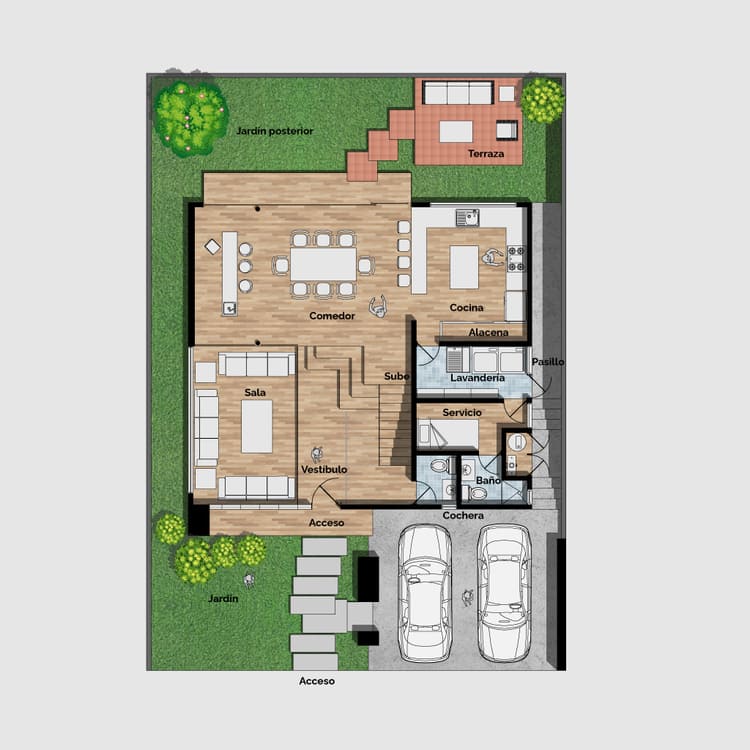 Jardín posterior
Terraza
Comedor
Cocina
Alacena
Sube
Lavandería
Pasillo
Sala
Servicio
Vestíbulo
Baño
Acceso
Cochera
Jardín
Acceso